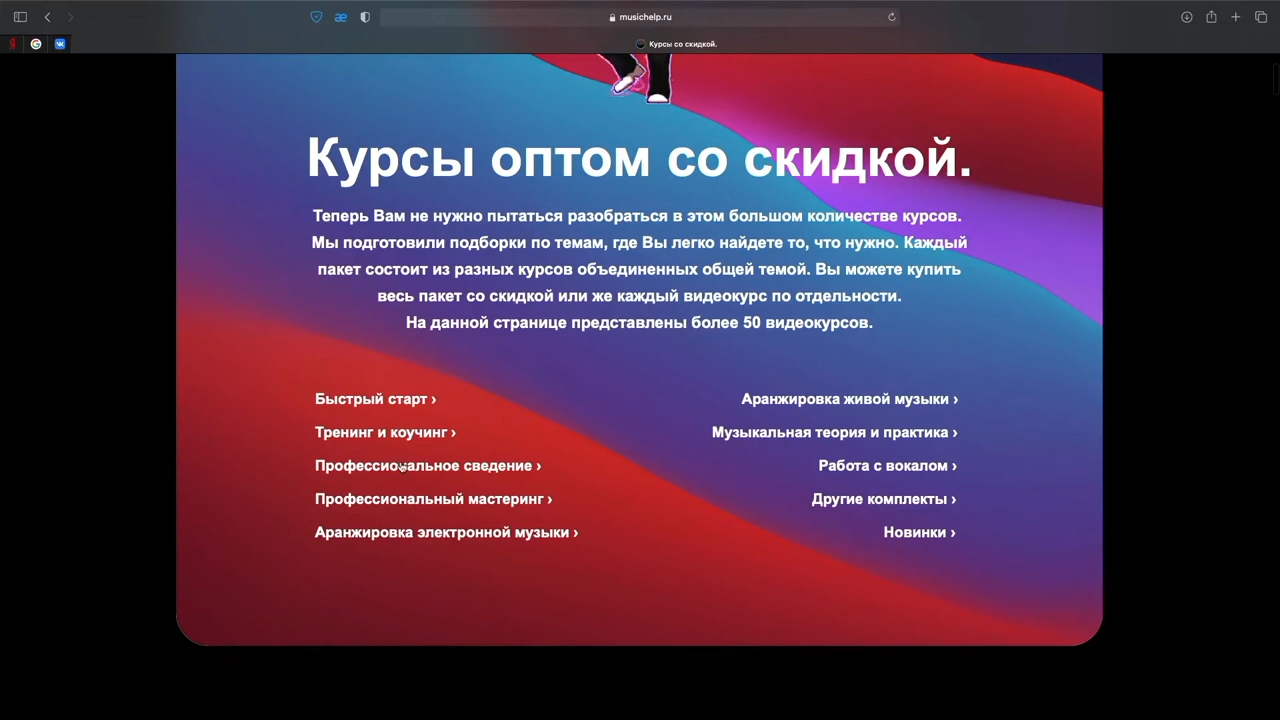 musichelp.ru
Курсы со скидкой.
Курсы оптом со скидкой.
Теперь Вам не нужно пытаться разобраться в этом большом количестве курсов.
Мы подготовили подборки по темам, где Вы легко найдете то, что нужно. Каждый
пакет состоит из разных курсов объединенных общей темой. Вы можете купить
весь пакет со скидкой или же каждый видеокурс по отдельности.
На данной странице представлены более 50 видеокурсов.
Быстрый старт ›
Тренинг и коучинг ›
Профессиональное сведение ›
Профессиональный мастеринг ›
Аранжировка электронной музыки ›
Аранжировка живой музыки ›
Музыкальная теория и практика ›
Работа с вокалом ›
Другие комплекты ›
Новинки ›